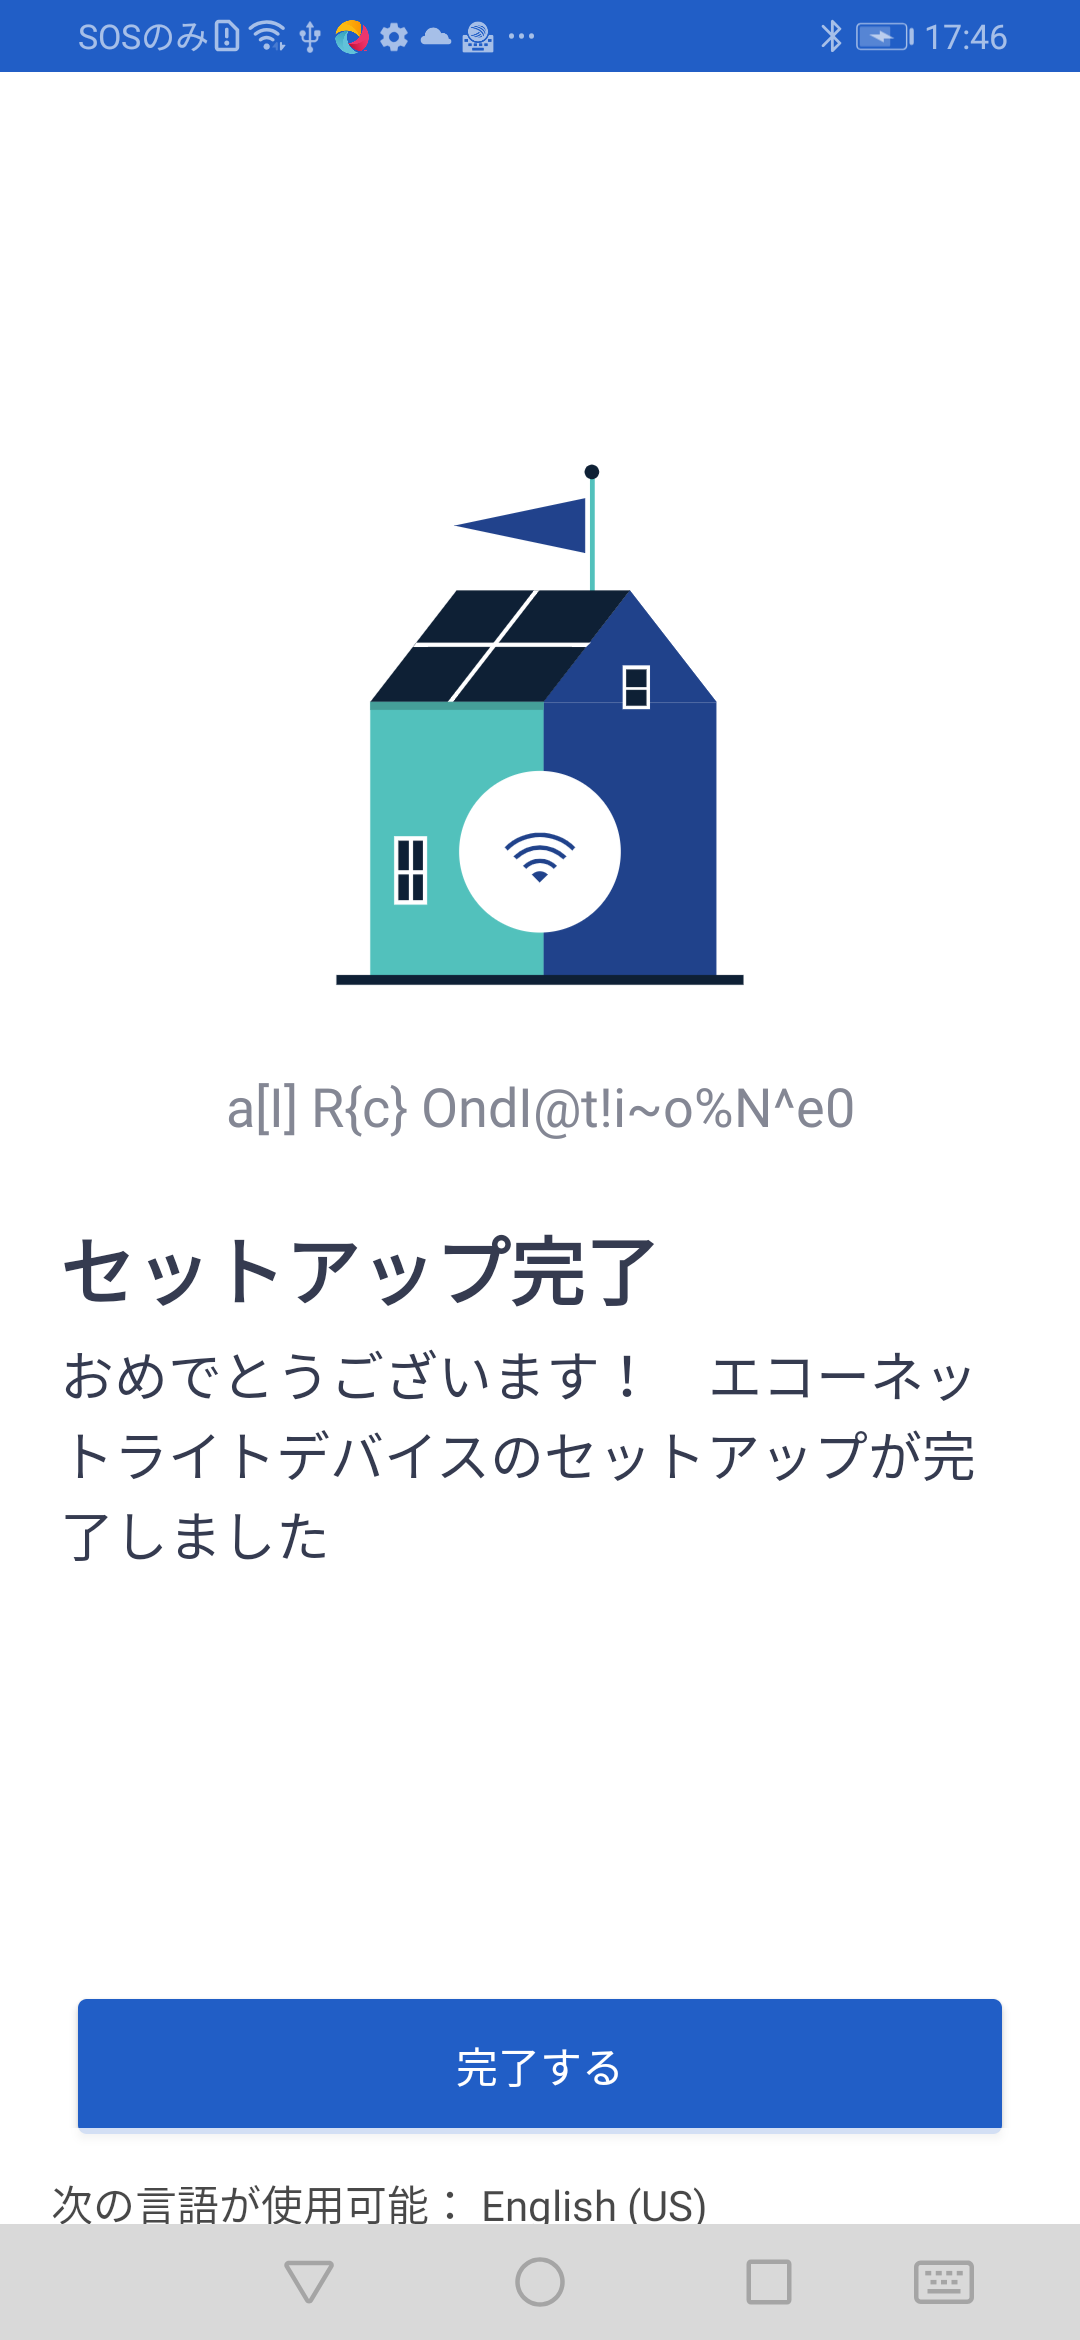 SOSのみ 17:46
a[I] R{c} OndI@t!i~o%N^e0
セットアップ完了
おめでとうございます！　エコーネッ
トライトデバイスのセットアップが完
了しました
完了する
次の言語が使用可能： English (US)